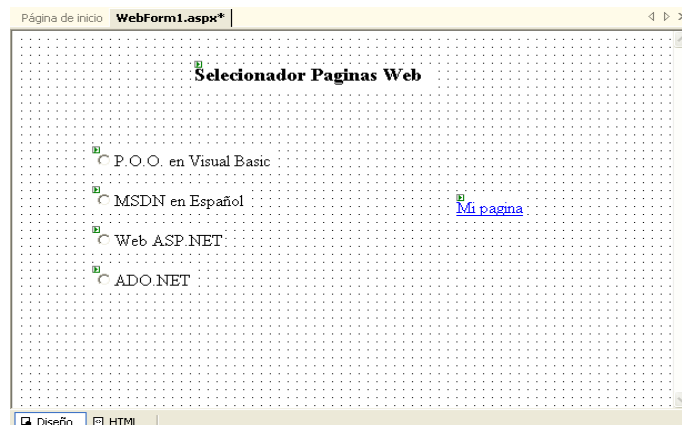 Página de inicio WebForm1.aspx*
Selecionador Paginas Web
P.O.O. en Visual Basic
MSDN en Español
Mi pagina
Web ASP.NET
ADO.NET
Diseño HTML